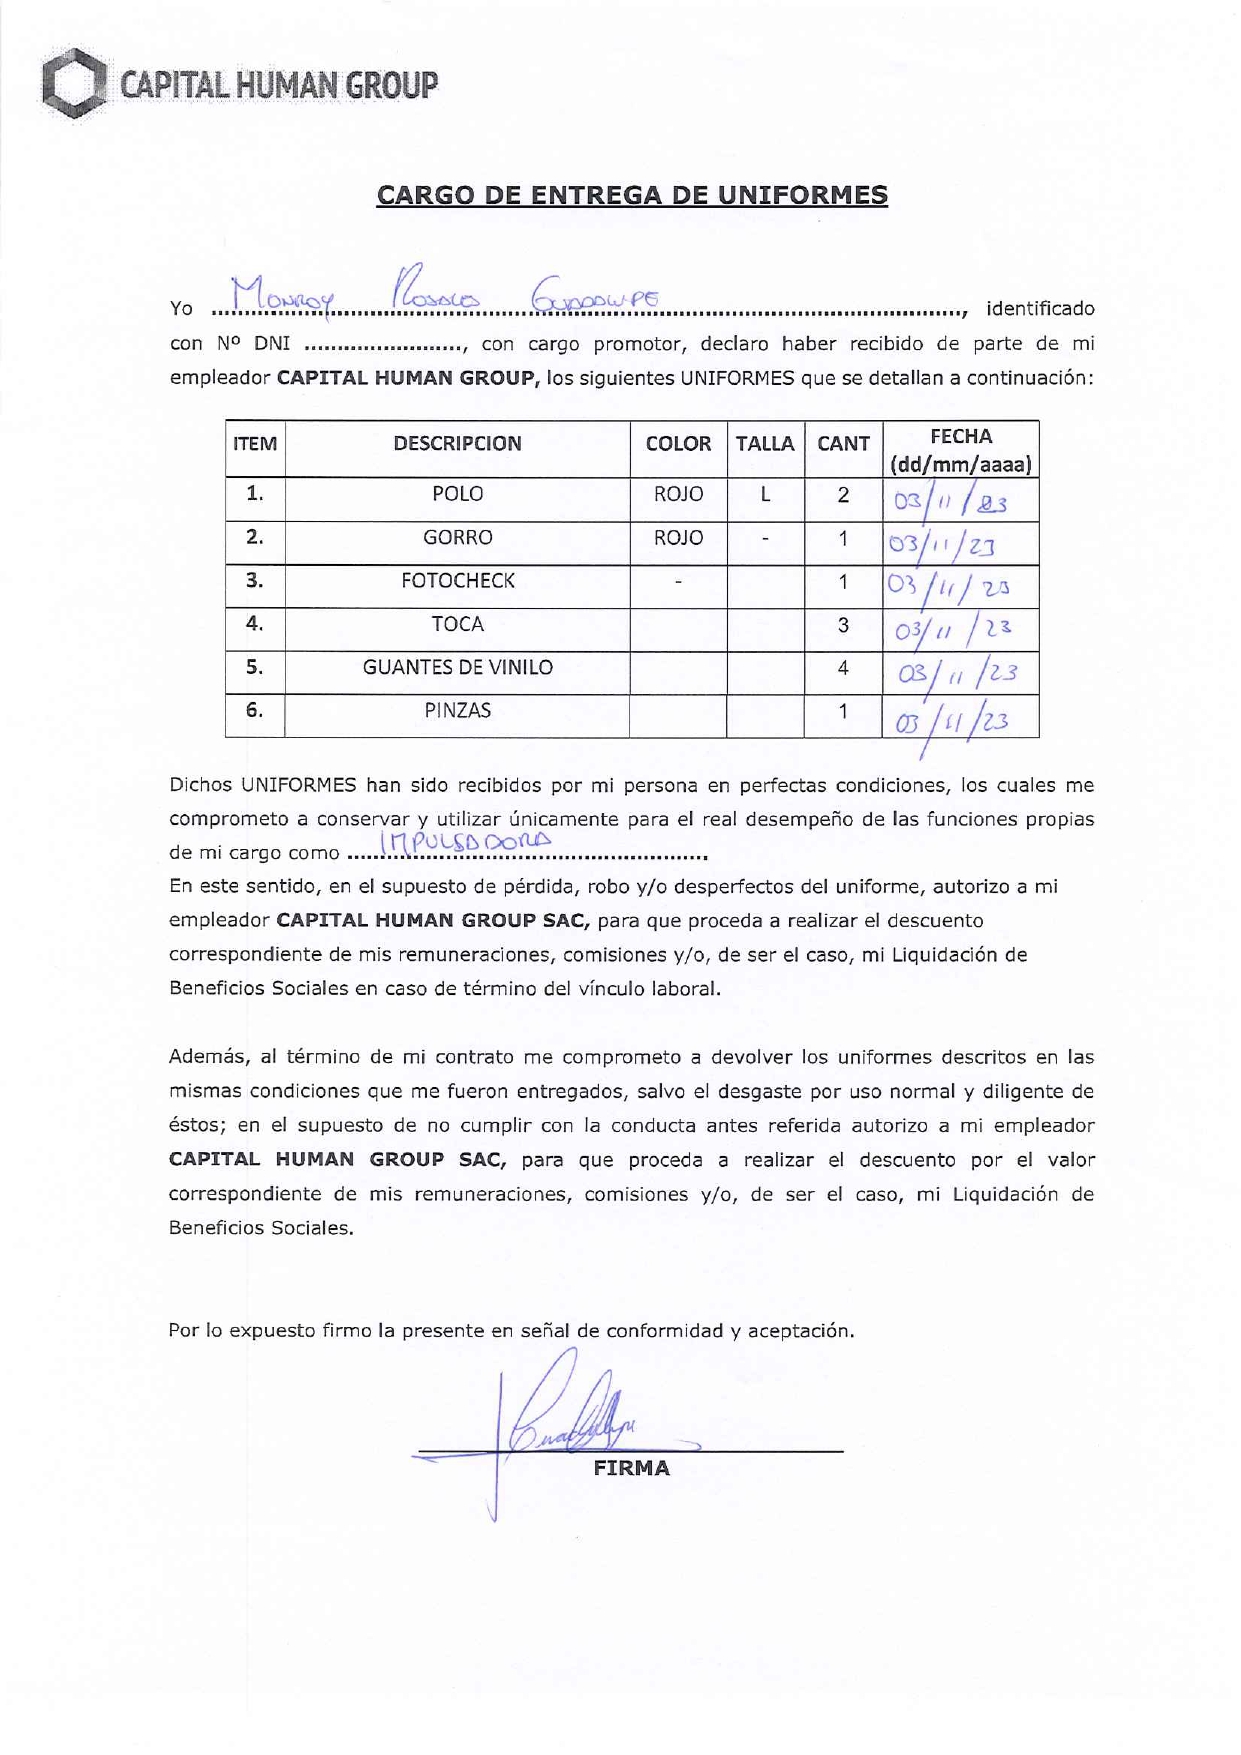 CAPITAL HUMAN GROUP
CARGO DE ENTREGA DE UNIFORMES
Yo Monroy Rosales Guadalupe, identificado
con Nº DNI ........................, con cargo promotor, declaro haber recibido de parte de mi
empleador CAPITAL HUMAN GROUP, los siguientes UNIFORMES que se detallan a continuación:
ITEM DESCRIPCION COLOR TALLA CANT FECHA (dd/mm/aaaa)
1. POLO ROJO L 2 03/11/23
2. GORRO ROJO - 1 03/11/23
3. FOTOCHECK - 1 03/11/23
4. TOCA 3 03/11/23
5. GUANTES DE VINILO 4 03/11/23
6. PINZAS 1 03/11/23
Dichos UNIFORMES han sido recibidos por mi persona en perfectas condiciones, los cuales me
comprometo a conservar y utilizar únicamente para el real desempeño de las funciones propias
de mi cargo como IMPULSADORA
En este sentido, en el supuesto de pérdida, robo y/o desperfectos del uniforme, autorizo a mi
empleador CAPITAL HUMAN GROUP SAC, para que proceda a realizar el descuento
correspondiente de mis remuneraciones, comisiones y/o, de ser el caso, mi Liquidación de
Beneficios Sociales en caso de término del vínculo laboral.
Además, al término de mi contrato me comprometo a devolver los uniformes descritos en las
mismas condiciones que me fueron entregados, salvo el desgaste por uso normal y diligente de
éstos; en el supuesto de no cumplir con la conducta antes referida autorizo a mi empleador
CAPITAL HUMAN GROUP SAC, para que proceda a realizar el descuento por el valor
correspondiente de mis remuneraciones, comisiones y/o, de ser el caso, mi Liquidación de
Beneficios Sociales.
Por lo expuesto firmo la presente en señal de conformidad y aceptación.
FIRMA